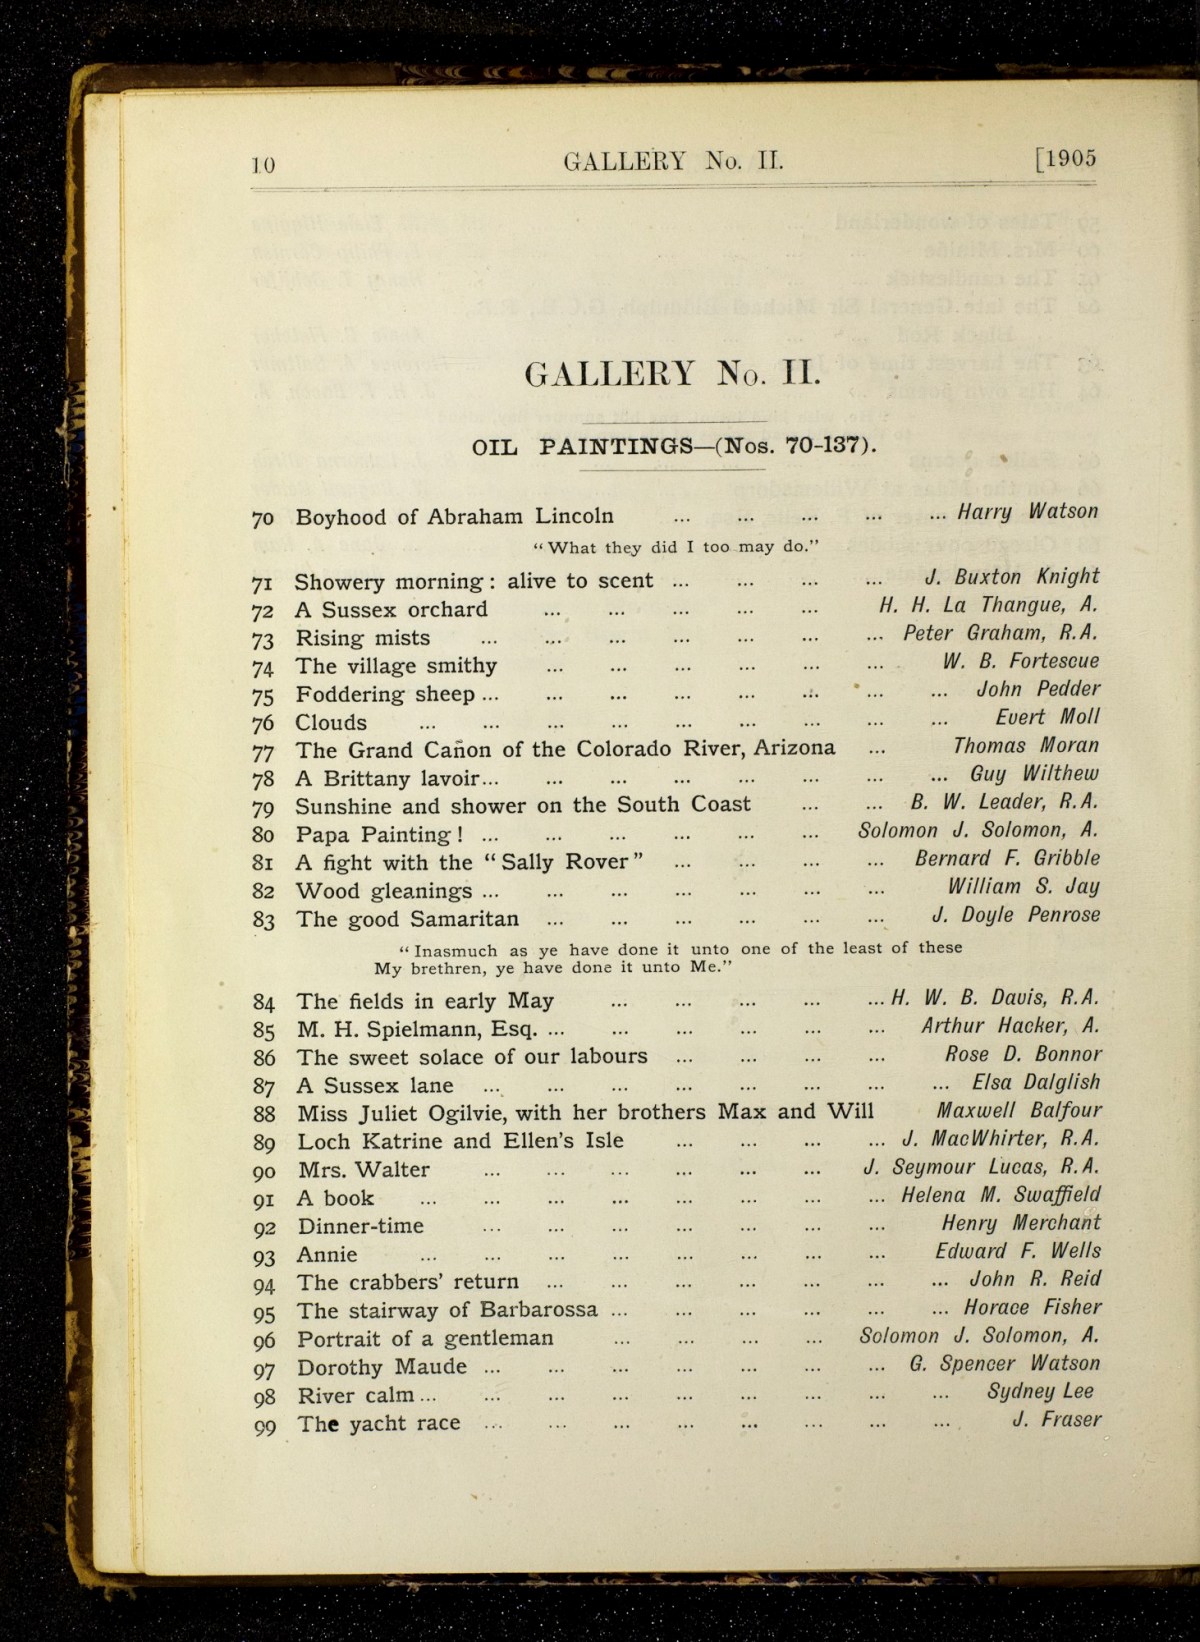 10 GALLERY No. II. [1905
GALLERY No. II.
OIL PAINTINGS—(Nos. 70-137).
70 Boyhood of Abraham Lincoln ... ... ... ... ... Harry Watson
“What they did I too may do.”
71 Showery morning: alive to scent ... ... ... ... J. Buxton Knight
72 A Sussex orchard ... ... ... ... ... H. H. La Thangue, A.
73 Rising mists ... ... ... ... ... ... ... Peter Graham, R.A.
74 The village smithy ... ... ... ... ... ... W. B. Fortescue
75 Foddering sheep ... ... ... ... ... ... ... ... John Pedder
76 Clouds ... ... ... ... ... ... ... ... ... Evert Moll
77 The Grand Cañon of the Colorado River, Arizona ... Thomas Moran
78 A Brittany lavoir... ... ... ... ... ... ... ... Guy Wilthew
79 Sunshine and shower on the South Coast ... ... B. W. Leader, R.A.
80 Papa Painting! ... ... ... ... ... ... Solomon J. Solomon, A.
81 A fight with the “Sally Rover” ... ... ... ... Bernard F. Gribble
82 Wood gleanings ... ... ... ... ... ... ... William S. Jay
83 The good Samaritan ... ... ... ... ... ... J. Doyle Penrose
“Inasmuch as ye have done it unto one of the least of these
My brethren, ye have done it unto Me.”
84 The fields in early May ... ... ... ... ... H. W. B. Davis, R.A.
85 M. H. Spielmann, Esq. ... ... ... ... ... ... Arthur Hacker, A.
86 The sweet solace of our labours ... ... ... ... Rose D. Bonnor
87 A Sussex lane ... ... ... ... ... ... ... ... Elsa Dalglish
88 Miss Juliet Ogilvie, with her brothers Max and Will Maxwell Balfour
89 Loch Katrine and Ellen’s Isle ... ... ... ... J. MacWhirter, R.A.
90 Mrs. Walter ... ... ... ... ... ... J. Seymour Lucas, R.A.
91 A book ... ... ... ... ... ... ... ... Helena M. Swaffield
92 Dinner-time ... ... ... ... ... ... ... Henry Merchant
93 Annie ... ... ... ... ... ... ... ... Edward F. Wells
94 The crabbers’ return ... ... ... ... ... ... ... John R. Reid
95 The stairway of Barbarossa ... ... ... ... ... ... Horace Fisher
96 Portrait of a gentleman ... ... ... ... Solomon J. Solomon, A.
97 Dorothy Maude ... ... ... ... ... ... ... G. Spencer Watson
98 River calm ... ... ... ... ... ... ... ... ... Sydney Lee
99 The yacht race ... ... ... ... ... ... ... ... J. Fraser